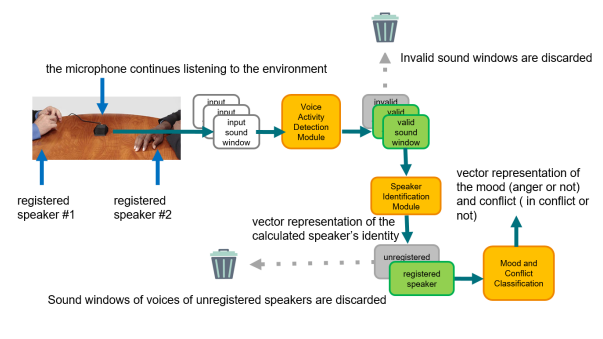 Invalid sound windows are discarded
the microphone continues listening to the environment
input
input
input
sound
window
Voice
Activity
Detection
Module
invalid
valid
valid
sound
window
registered
speaker #1
registered
speaker #2
Speaker
Identification
Module
vector representation of
the mood (anger or not)
and conflict ( in conflict or
not)
vector representation of the
calculated speaker's identity
unregistered
registered
speaker
Mood and
Conflict
Classification
Sound windows of voices of unregistered speakers are discarded